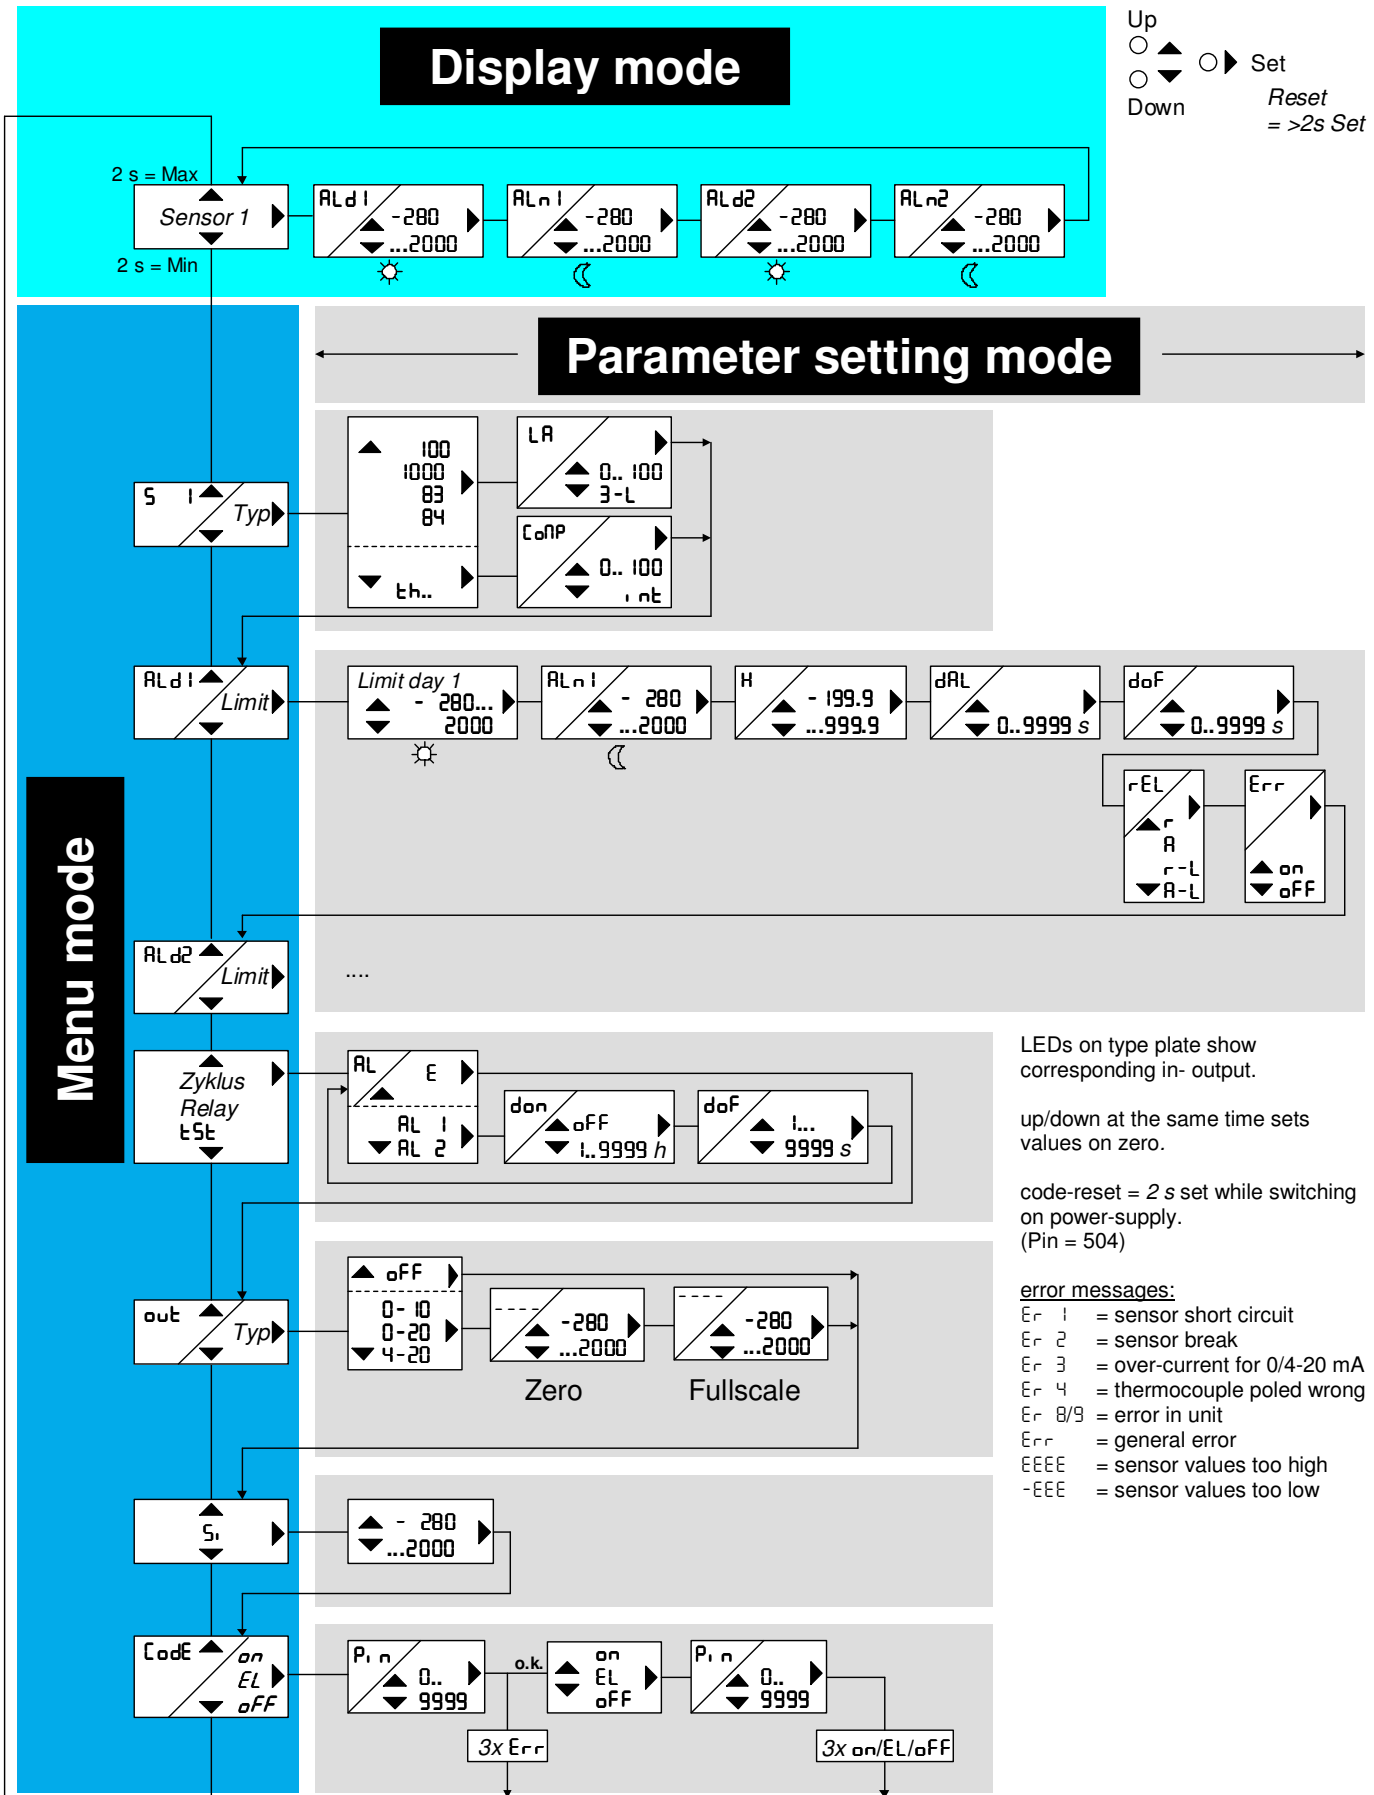 Display mode
Up
Set
Down
Reset
= >2s Set
2 s = Max
Sensor 1
2 s = Min
ALd1
-280
...2000
ALn1
-280
...2000
ALd2
-280
...2000
ALn2
-280
...2000
Parameter setting mode
Menu mode
S 1
Typ
100
1000
83
84
th..
LA
0.. 100
3-L
CoMP
0.. 100
int
ALd1
Limit
Limit day 1
- 280...
2000
ALn1
- 280
...2000
H
- 199.9
...999.9
dAL
0..9999 s
doF
0..9999 s
rEL
r
A
r-L
A-L
Err
on
oFF
ALd2
Limit
....
Zyklus
Relay
tSt
AL
E
AL 1
AL 2
don
oFF
1..9999 h
doF
1...
9999 s
out
Typ
oFF
0-10
0-20
4-20
----
-280
...2000
Zero
----
-280
...2000
Fullscale
Si
- 280
...2000
CodE
on
EL
oFF
Pin
0..
9999
o.k.
on
EL
oFF
Pin
0..
9999
3x Err
3x on/EL/oFF
LEDs on type plate show
corresponding in- output.
up/down at the same time sets
values on zero.
code-reset = 2 s set while switching
on power-supply.
(Pin = 504)
error messages:
Er 1 = sensor short circuit
Er 2 = sensor break
Er 3 = over-current for 0/4-20 mA
Er 4 = thermocouple poled wrong
Er 8/9 = error in unit
Err = general error
EEEE = sensor values too high
-EEE = sensor values too low